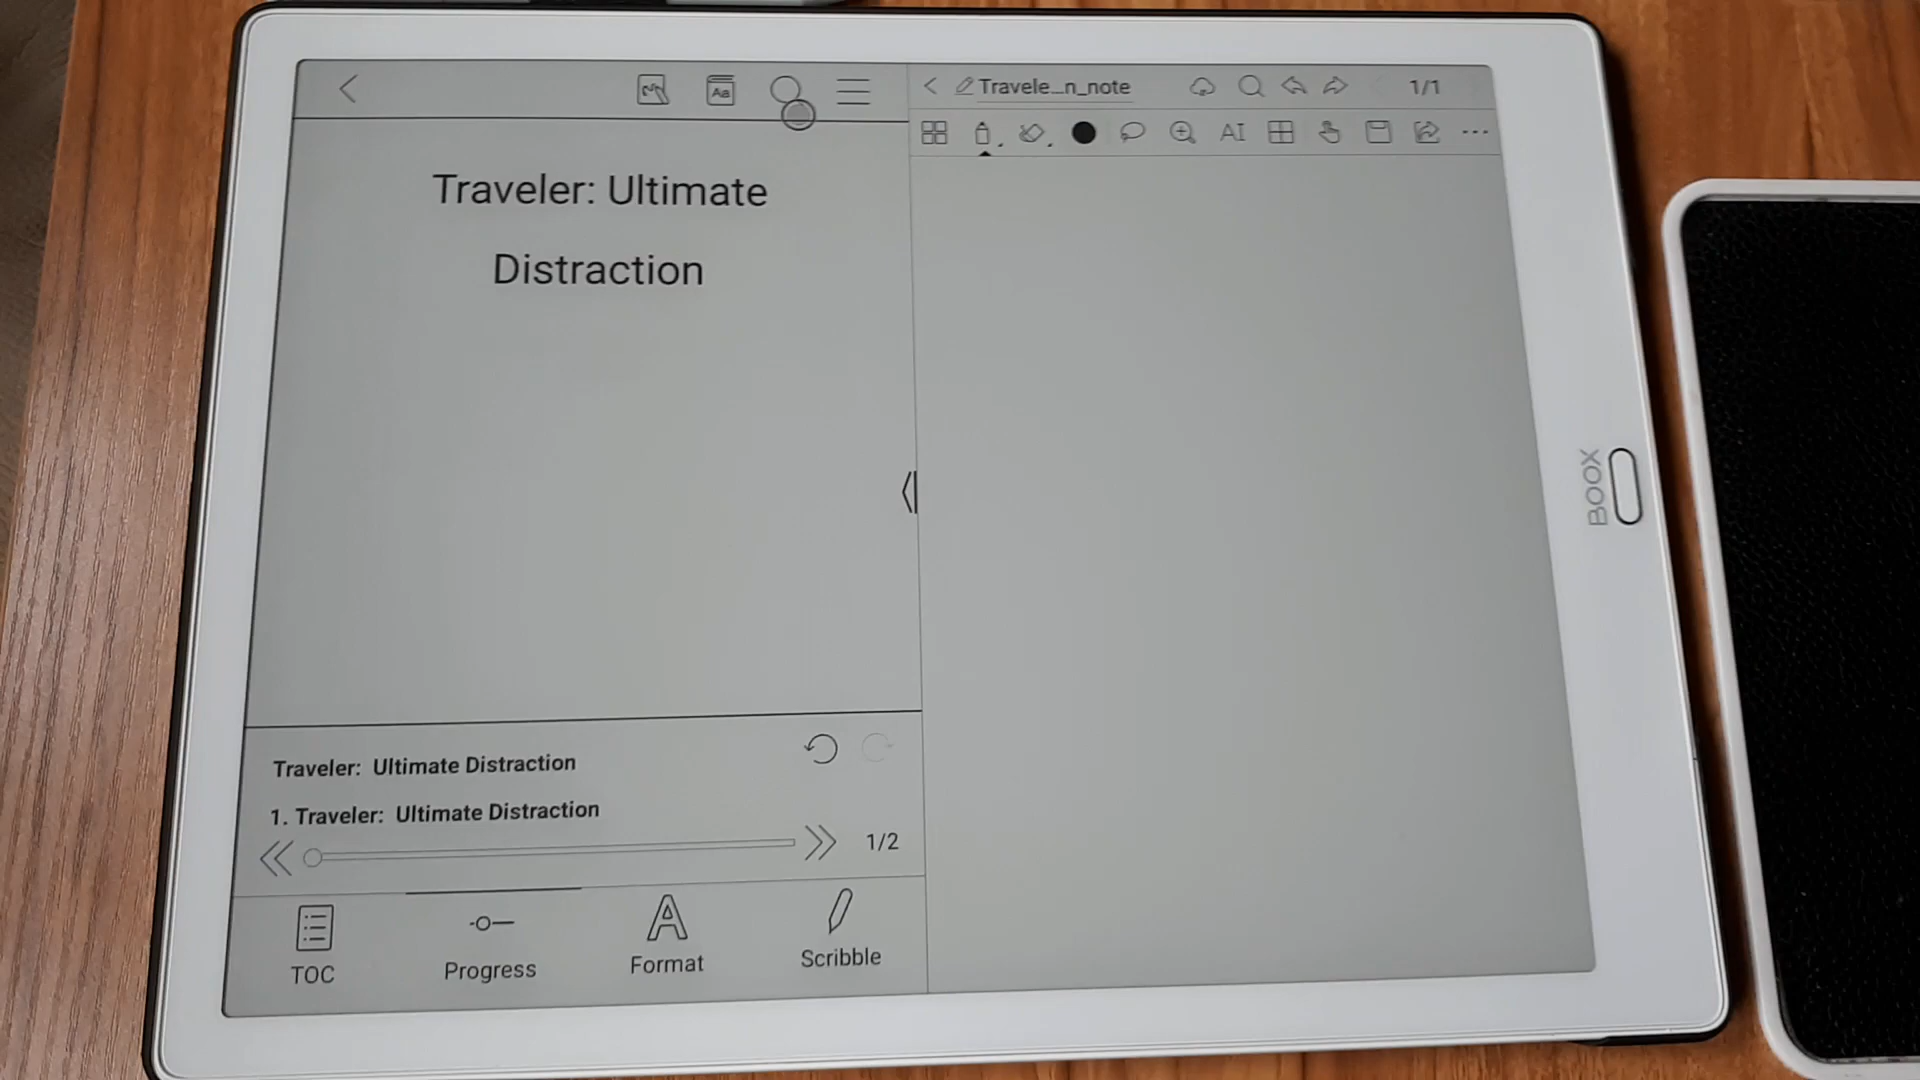 Aa
Traveler: Ultimate
Distraction
Traveler: Ultimate Distraction
1. Traveler: Ultimate Distraction
1/2
TOC
Progress
Format
Scribble
Travele...n_note
1/1
AI
BOOX